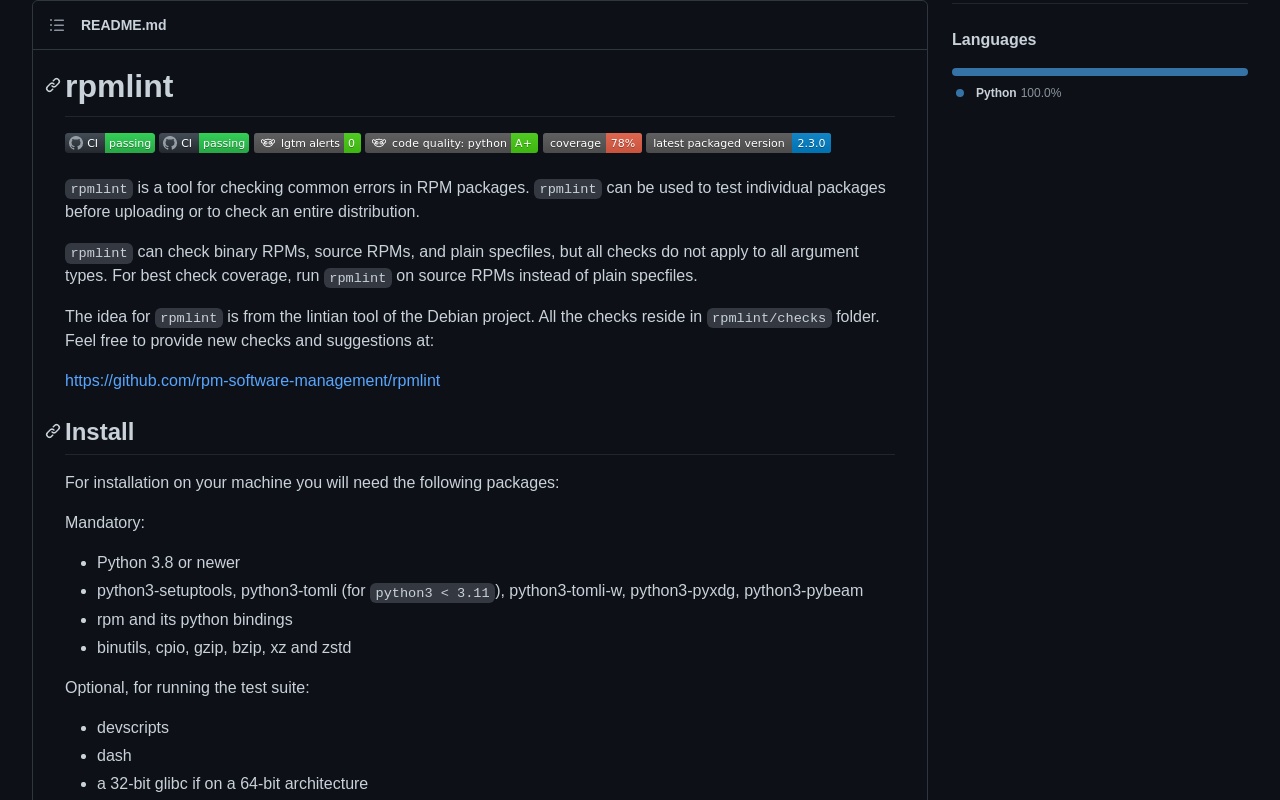 README.md
Languages
Python 100.0%
rpmlint
CI passing CI passing lgtm alerts 0 code quality: python A+ coverage 78% latest packaged version 2.3.0
rpmlint is a tool for checking common errors in RPM packages. rpmlint can be used to test individual packages
before uploading or to check an entire distribution.
rpmlint can check binary RPMs, source RPMs, and plain specfiles, but all checks do not apply to all argument
types. For best check coverage, run rpmlint on source RPMs instead of plain specfiles.
The idea for rpmlint is from the lintian tool of the Debian project. All the checks reside in rpmlint/checks folder.
Feel free to provide new checks and suggestions at:
https://github.com/rpm-software-management/rpmlint
Install
For installation on your machine you will need the following packages:
Mandatory:
• Python 3.8 or newer
• python3-setuptools, python3-tomli (for python3 < 3.11), python3-tomli-w, python3-pyxdg, python3-pybeam
• rpm and its python bindings
• binutils, cpio, gzip, bzip, xz and zstd
Optional, for running the test suite:
• devscripts
• dash
• a 32-bit glibc if on a 64-bit architecture